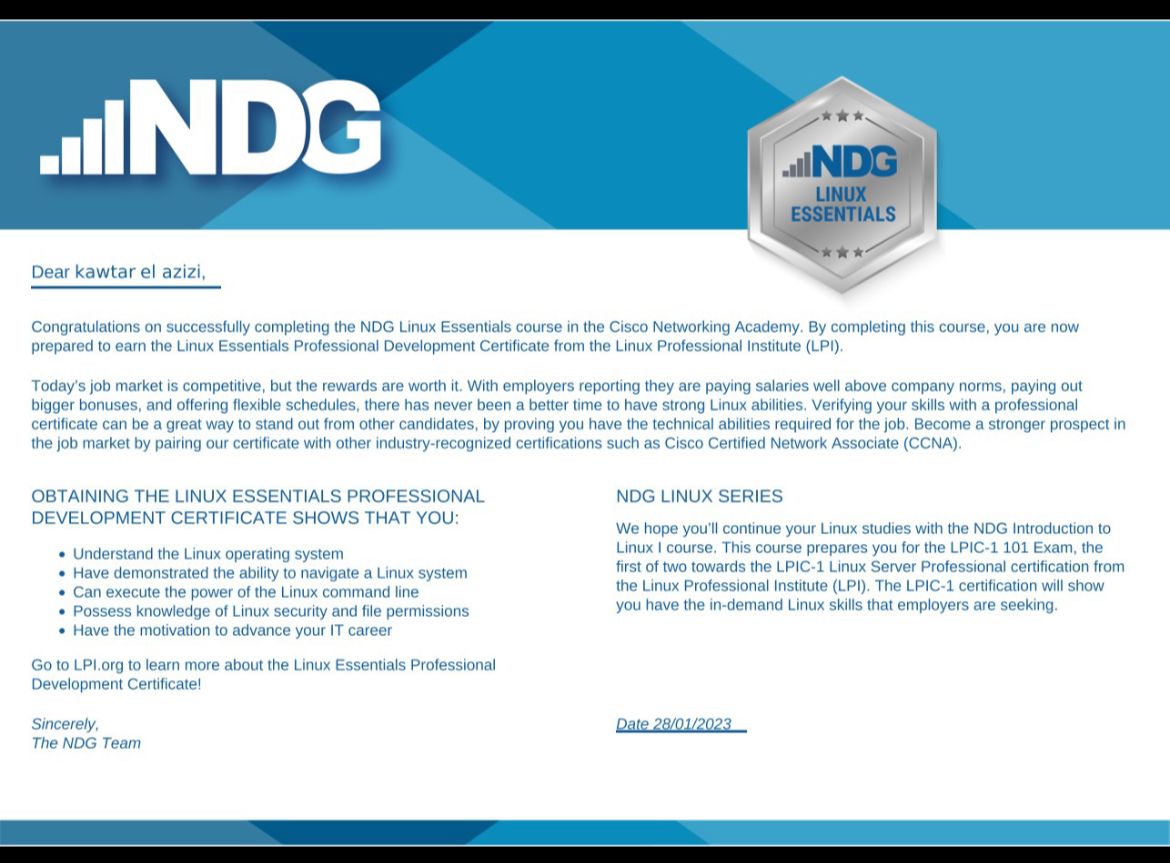 NDG
NDG
LINUX
ESSENTIALS
Dear kawtar el azizi,
Congratulations on successfully completing the NDG Linux Essentials course in the Cisco Networking Academy. By completing this course, you are now
prepared to earn the Linux Essentials Professional Development Certificate from the Linux Professional Institute (LPI).
Today's job market is competitive, but the rewards are worth it. With employers reporting they are paying salaries well above company norms, paying out
bigger bonuses, and offering flexible schedules, there has never been a better time to have strong Linux abilities. Verifying your skills with a professional
certificate can be a great way to stand out from other candidates, by proving you have the technical abilities required for the job. Become a stronger prospect in
the job market by pairing our certificate with other industry-recognized certifications such as Cisco Certified Network Associate (CCNA).
OBTAINING THE LINUX ESSENTIALS PROFESSIONAL
DEVELOPMENT CERTIFICATE SHOWS THAT YOU:
• Understand the Linux operating system
• Have demonstrated the ability to navigate a Linux system
• Can execute the power of the Linux command line
• Possess knowledge of Linux security and file permissions
• Have the motivation to advance your IT career
Go to LPI.org to learn more about the Linux Essentials Professional
Development Certificate!
Sincerely,
The NDG Team
NDG LINUX SERIES
We hope you'll continue your Linux studies with the NDG Introduction to
Linux I course. This course prepares you for the LPIC-1 101 Exam, the
first of two towards the LPIC-1 Linux Server Professional certification from
the Linux Professional Institute (LPI). The LPIC-1 certification will show
you have the in-demand Linux skills that employers are seeking.
Date 28/01/2023